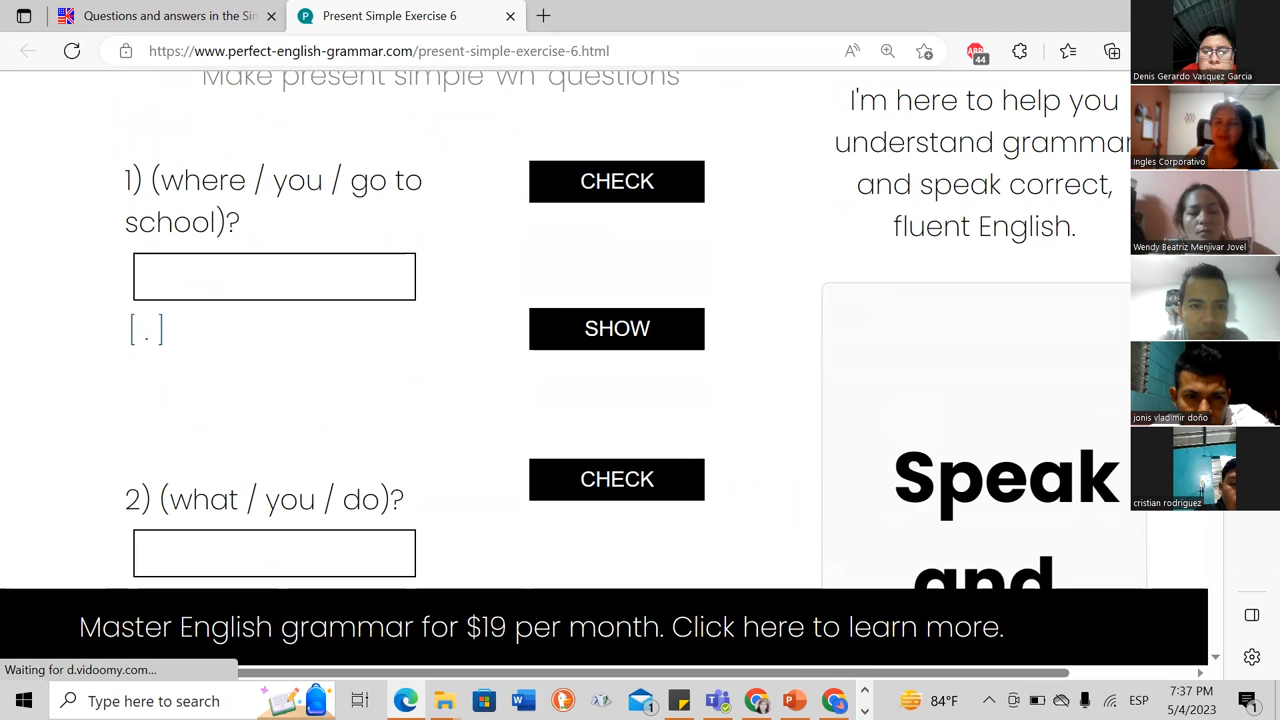 Questions and answers in the Sin
Present Simple Exercise 6
https://www.perfect-english-grammar.com/present-simple-exercise-6.html
44
Make present simple 'wh' questions
1) (where / you / go to
school)?
CHECK
[ . ]
SHOW
2) (what / you / do)?
CHECK
I'm here to help you
understand grammar
and speak correct,
fluent English.
Speak
and
Master English grammar for $19 per month. Click here to learn more.
Waiting for d.vidoomy.com...
Denis Gerardo Vasquez Garcia
Ingles Corporativo
Wendy Beatriz Menjivar Jovel
jonis vladimir doño
cristian rodriguez
Type here to search
84°F
ESP
7:37 PM
5/4/2023